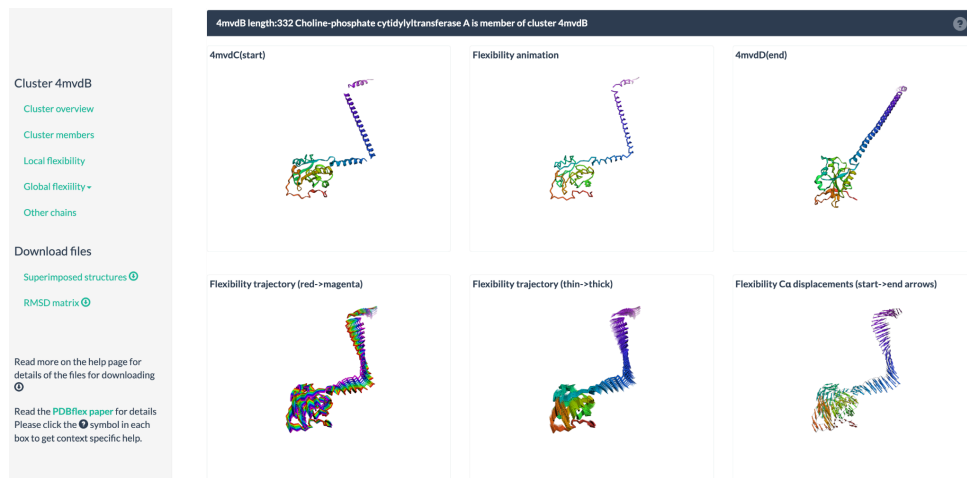 4mvdB length:332 Choline-phosphate cytidylyltransferase A is member of cluster 4mvdB
?
Cluster 4mvdB
Cluster overview
Cluster members
Local flexibility
Global flexiility
Other chains
Download files
Superimposed structures
RMSD matrix
Read more on the help page for
details of the files for downloading
Read the PDBflex paper for details
Please click the ? symbol in each
box to get context specific help.
4mvdC(start)
Flexibility animation
4mvdD(end)
Flexibility trajectory (red->magenta)
Flexibility trajectory (thin->thick)
Flexibility Cα displacements (start->end arrows)